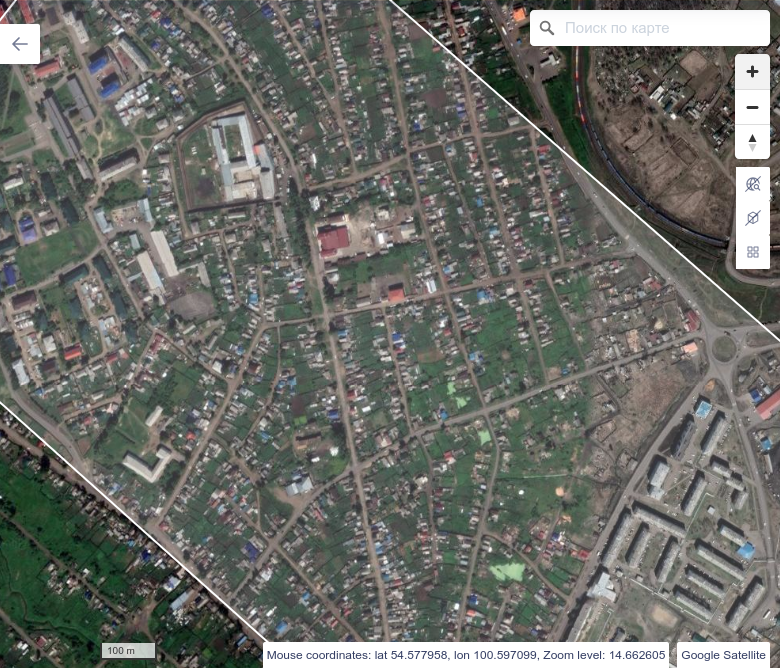 Поиск по карте
100 m
Mouse coordinates: lat 54.577958, lon 100.597099, Zoom level: 14.662605
Google Satellite